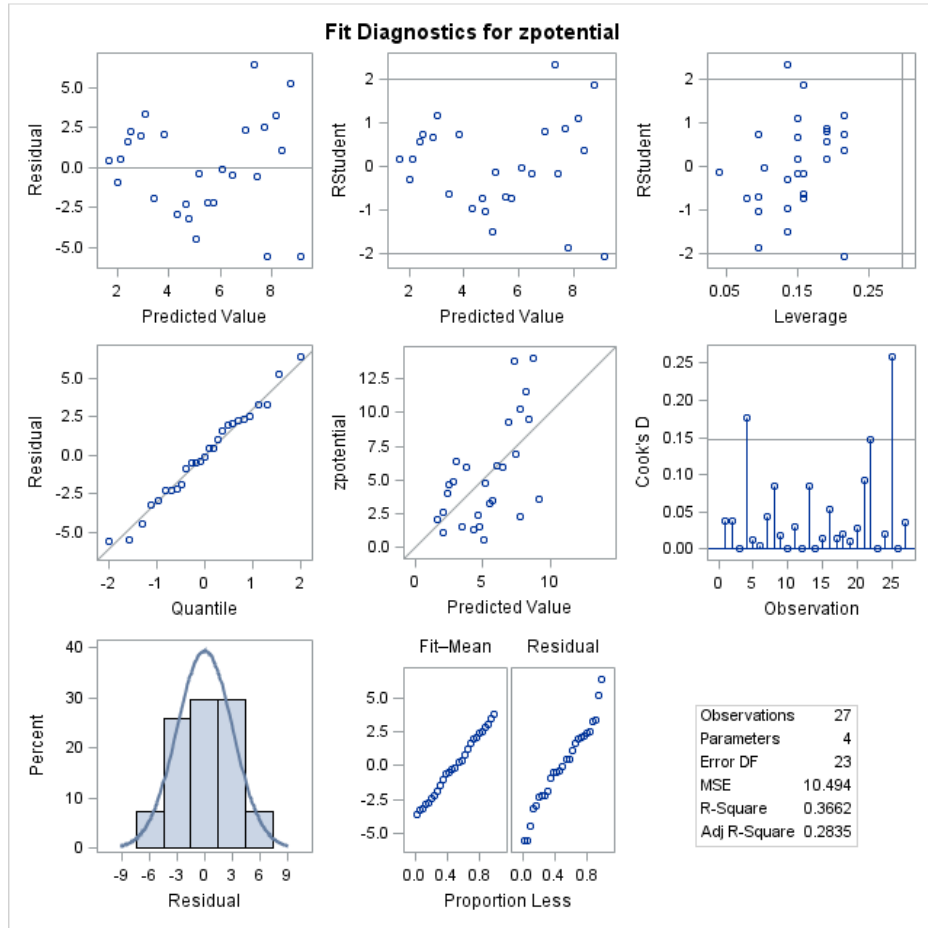 Fit Diagnostics for zpotential
Residual
5.0
2.5
0.0
-2.5
-5.0
2 4 6 8
Predicted Value
RStudent
2
1
0
-1
-2
2 4 6 8
Predicted Value
RStudent
2
1
0
-1
-2
0.05 0.15 0.25
Leverage
Residual
5.0
2.5
0.0
-2.5
-5.0
-2 -1 0 1 2
Quantile
zpotential
12.5
10.0
7.5
5.0
2.5
0.0
0 5 10
Predicted Value
Cook's D
0.25
0.20
0.15
0.10
0.05
0.00
0 5 10 15 20 25
Observation
Percent
40
30
20
10
0
-9 -6 -3 0 3 6 9
Residual
Fit–Mean Residual
5.0
2.5
0.0
-2.5
-5.0
0.0 0.4 0.8 0.0 0.4 0.8
Proportion Less
Observations 27
Parameters 4
Error DF 23
MSE 10.494
R-Square 0.3662
Adj R-Square 0.2835